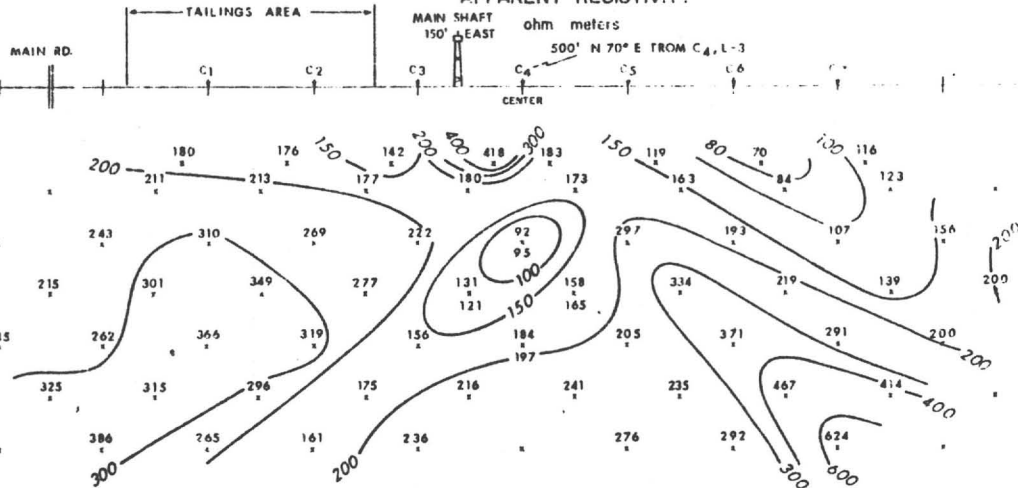 APPARENT RESISTIVITY.
TAILINGS AREA
MAIN SHAFT
ohm meters
150' EAST
500' N 70° E FROM C4, L-3
MAIN RD.
C1 C2 C3 C4 C5 C6
CENTER
200 400 300
150 150 80 100
180 176 142 418 183 119 70 116
200
211 213 177 180 173 163 84 123
243 310 269 222 92 297 193 107 156
95
200
100
215 301 349 277 131 158 334 219 139 200
121 165
150
262 366 319 156 184 205 371 291 200
197
200
325 315 296 175 216 241 235 467 414
400
386 265 161 236 276 292 624
300 200 300 600